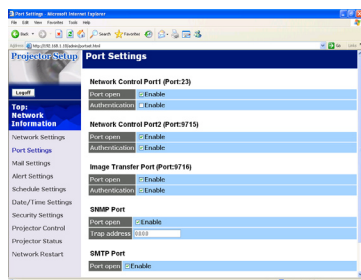 Port Settings - Microsoft Internet Explorer
File Edit View Favorites Tools Help
Back Search Favorites
Address Go Links
Projector Setup
Port Settings
Logoff
Top:
Network
Information
Network Settings
Port Settings
Mail Settings
Alert Settings
Schedule Settings
Date/Time Settings
Security Settings
Projector Control
Projector Status
Network Restart
Network Control Port1 (Port:23)
Port open Enable
Authentication Enable
Network Control Port2 (Port:9715)
Port open Enable
Authentication Enable
Image Transfer Port (Port:9716)
Port open Enable
Authentication Enable
SNMP Port
Port open Enable
Trap address
SMTP Port
Port open Enable